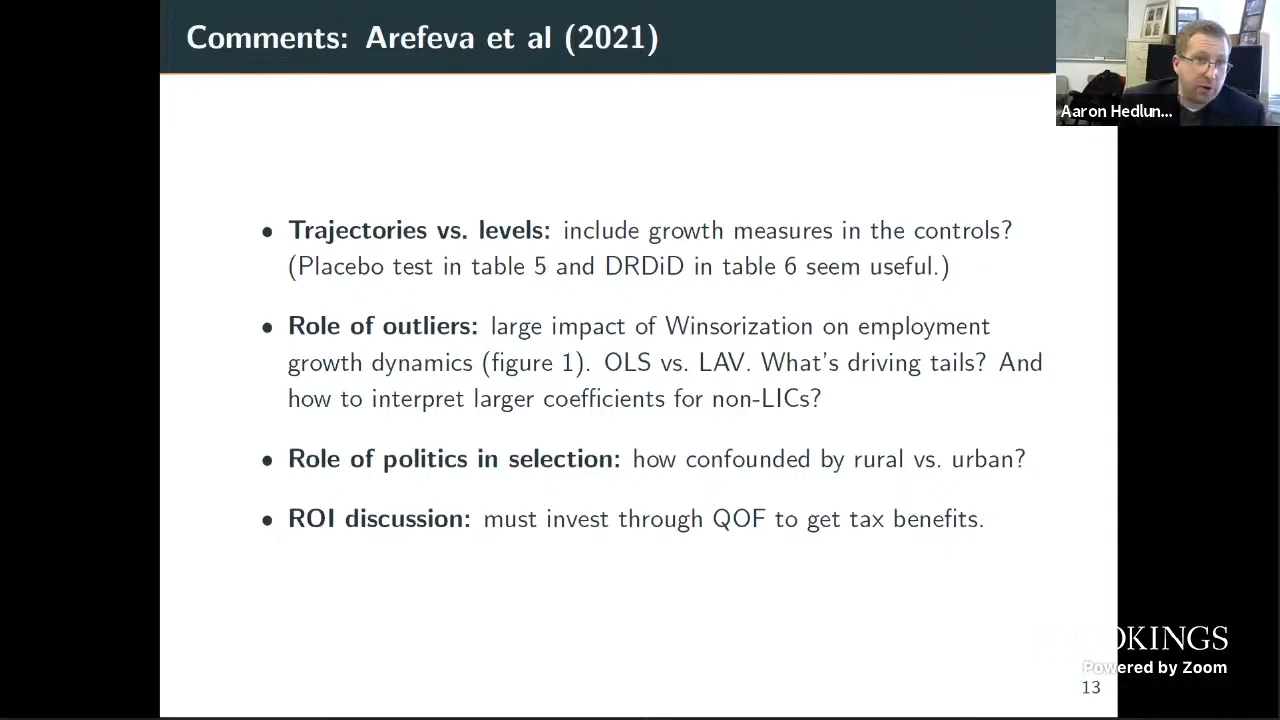 Comments: Arefeva et al (2021)
Aaron Hedlun...
• Trajectories vs. levels: include growth measures in the controls?
(Placebo test in table 5 and DRDiD in table 6 seem useful.)
• Role of outliers: large impact of Winsorization on employment
growth dynamics (figure 1). OLS vs. LAV. What's driving tails? And
how to interpret larger coefficients for non-LICs?
• Role of politics in selection: how confounded by rural vs. urban?
• ROI discussion: must invest through QOF to get tax benefits.
OKINGS
Powered by Zoom
13